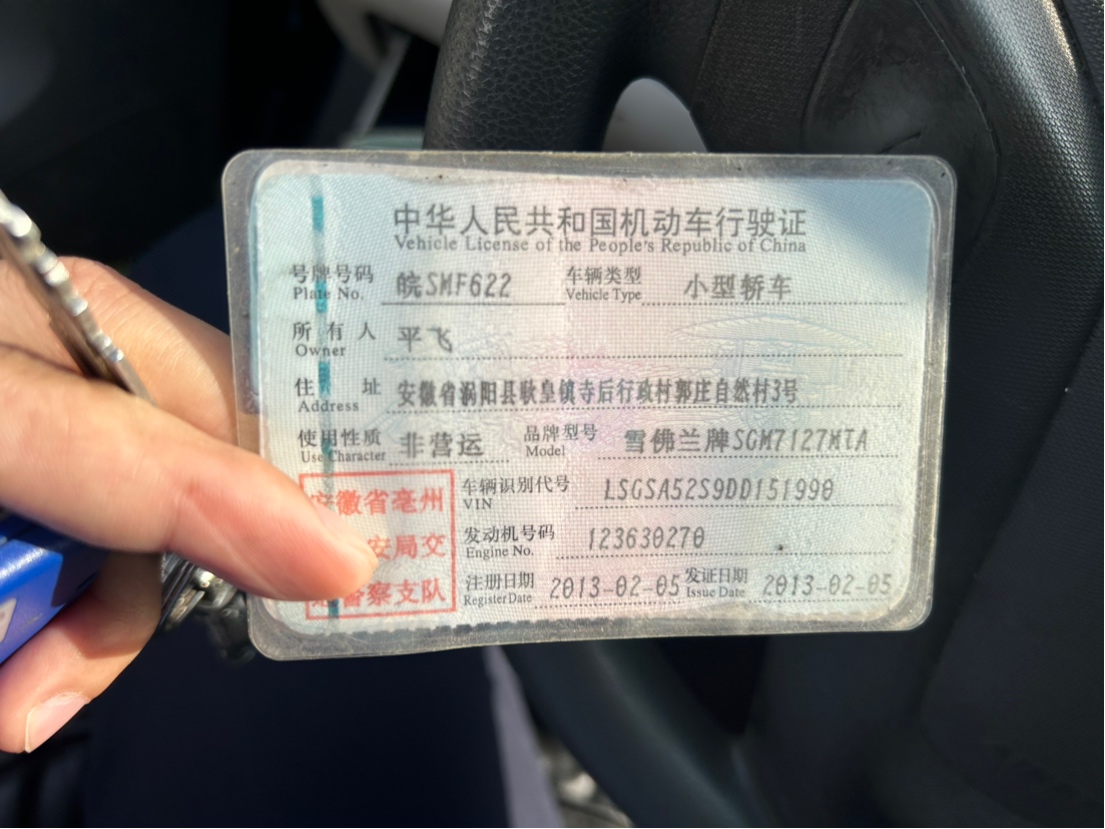 中华人民共和国机动车行驶证
Vehicle License of the People's Republic of China
号牌号码 皖SMF622 车辆类型 小型轿车
Plate No. Vehicle Type
所有人 平飞
Owner
住址 安徽省涡阳县耿皇镇寺后行政村郭庄自然村3号
Address
使用性质 非营运 品牌型号 雪佛兰牌SGM7127MTA
Use Character Model
安徽省亳州 车辆识别代号 LSGSA52S9DD151990
VIN
安局交 发动机号码 123630270
Engine No.
警察支队 注册日期 2013-02-05 发证日期 2013-02-05
Register Date Issue Date